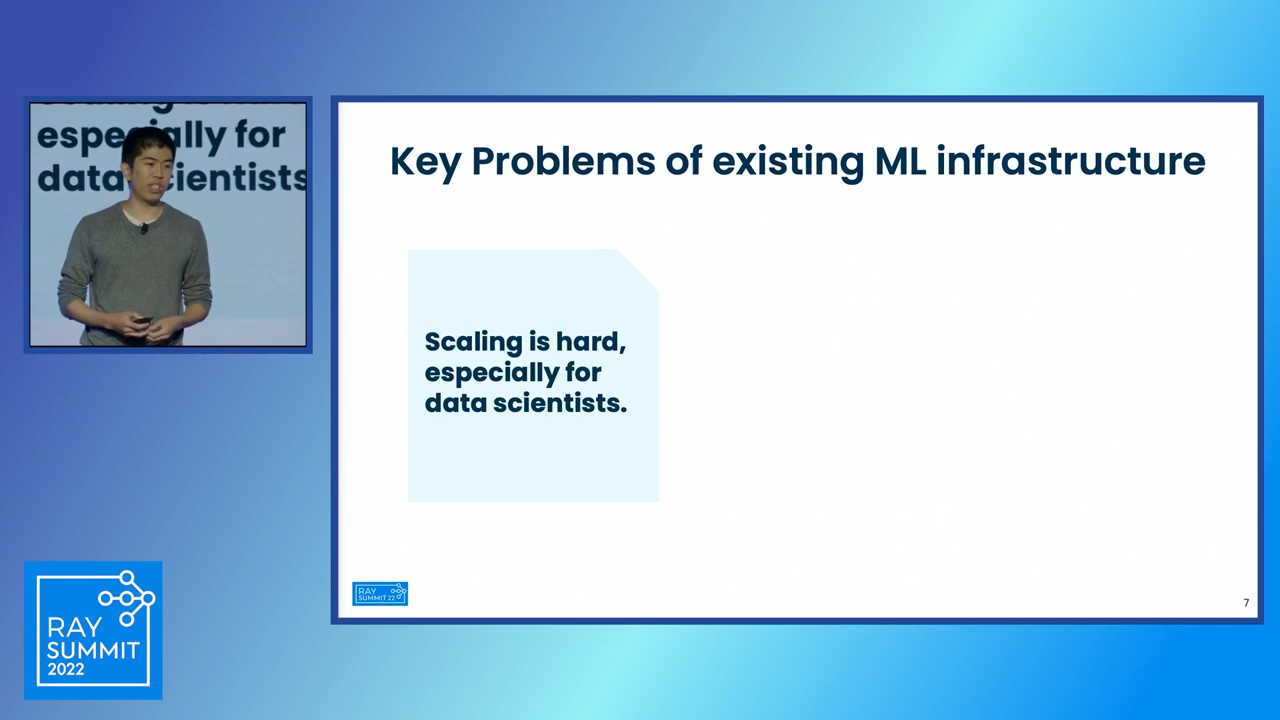 especially for
data scientists
Key Problems of existing ML infrastructure
Scaling is hard,
especially for
data scientists.
RAY
SUMMIT 22
7
RAY
SUMMIT
2022